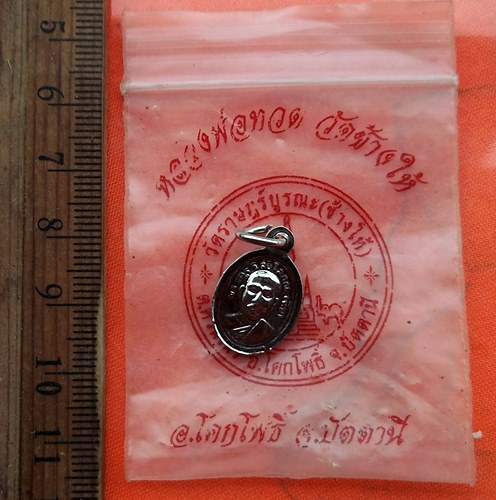 5
6
7
8
9
10
11
หลวงพ่อทวด วัดช้างให้
วัดราษฎร์บูรณะ(ช้างให้)
อ.โคกโพธิ์ จ.ปัตตานี
อ.โคกโพธิ์ จ.ปัตตานี